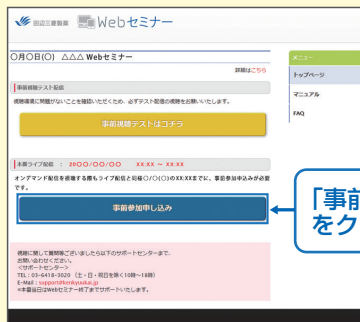 田辺三菱製薬 Webセミナー
〇月〇日(〇) △△△ Webセミナー
詳細はこちら
事前視聴テスト配信
視聴環境に問題がないことを確認いただくため、必ずテスト配信の視聴をお願いいたします。
事前視聴テストはコチラ
本番ライブ配信 : 20〇〇/〇〇/〇〇 XX:XX ～ XX:XX
オンデマンド配信を視聴する際もライブ配信と同様〇/〇(〇)のXX:XXまでに、事前参加申し込みが必要
です。
事前参加申し込み
視聴に関して質問等ございましたら以下のサポートセンターまで、
お問い合わせください。
<サポートセンター>
TEL : 03-6418-3020 (土・日・祝日を除く10時～18時)
E-Mail : support@kenkyuukai.jp
※本番当日はWebセミナー終了までサポートいたします。
メニュー
トップページ
マニュアル
FAQ
「事前
をク